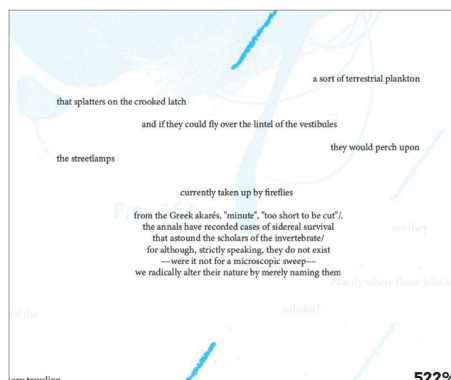 a sort of terrestrial plankton
that splatters on the crooked latch
and if they could fly over the lintel of the vestibules
they would perch upon
the streetlamps
currently taken up by fireflies
Fig. 363
from the Greek akarés, "minute", "too short to be cut"/.
the annals have recorded cases of sidereal survival
that astound the scholars of the invertebrate/
for although, strictly speaking, they do not exist
––were it not for a microscopic sweep––
we radically alter their nature by merely naming them
are they
exactly where those who
inhabit?
of the
traveling
522%